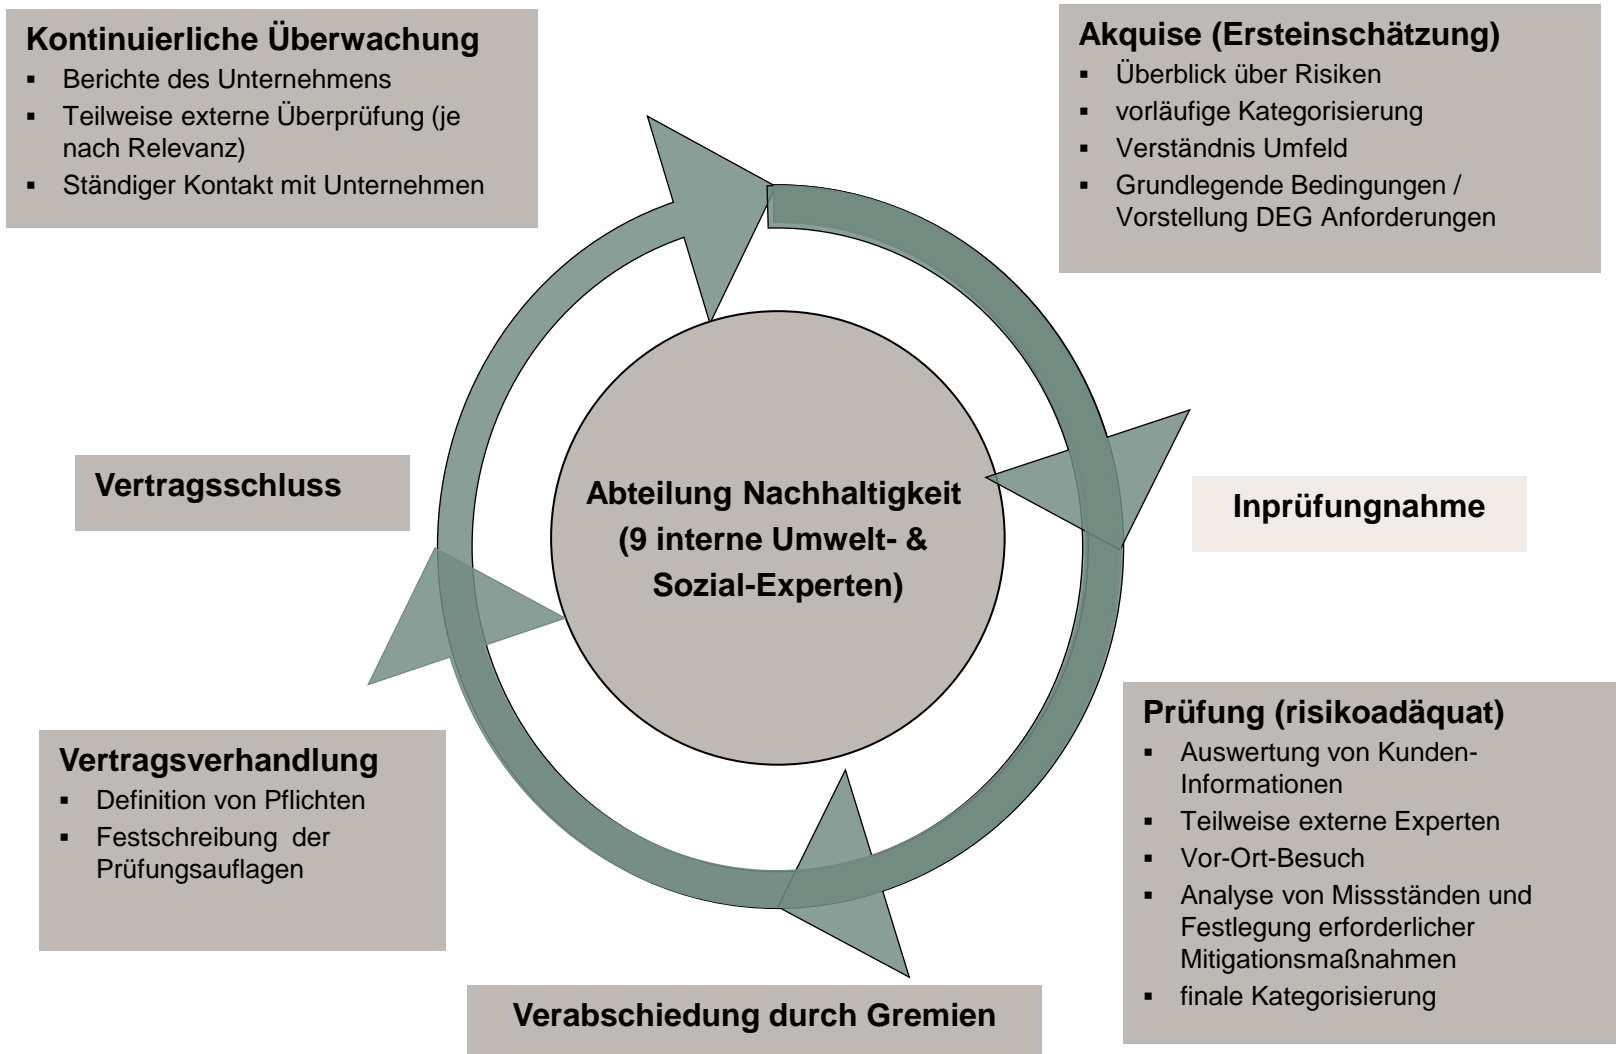 Kontinuierliche Überwachung
▪ Berichte des Unternehmens
▪ Teilweise externe Überprüfung (je
nach Relevanz)
▪ Ständiger Kontakt mit Unternehmen
Akquise (Ersteinschätzung)
▪ Überblick über Risiken
▪ vorläufige Kategorisierung
▪ Verständnis Umfeld
▪ Grundlegende Bedingungen /
Vorstellung DEG Anforderungen
Vertragsschluss
Abteilung Nachhaltigkeit
(9 interne Umwelt- &
Sozial-Experten)
Inprüfungnahme
Vertragsverhandlung
▪ Definition von Pflichten
▪ Festschreibung der
Prüfungsauflagen
Prüfung (risikoadäquat)
▪ Auswertung von Kunden-
Informationen
▪ Teilweise externe Experten
▪ Vor-Ort-Besuch
▪ Analyse von Missständen und
Festlegung erforderlicher
Mitigationsmaßnahmen
▪ finale Kategorisierung
Verabschiedung durch Gremien